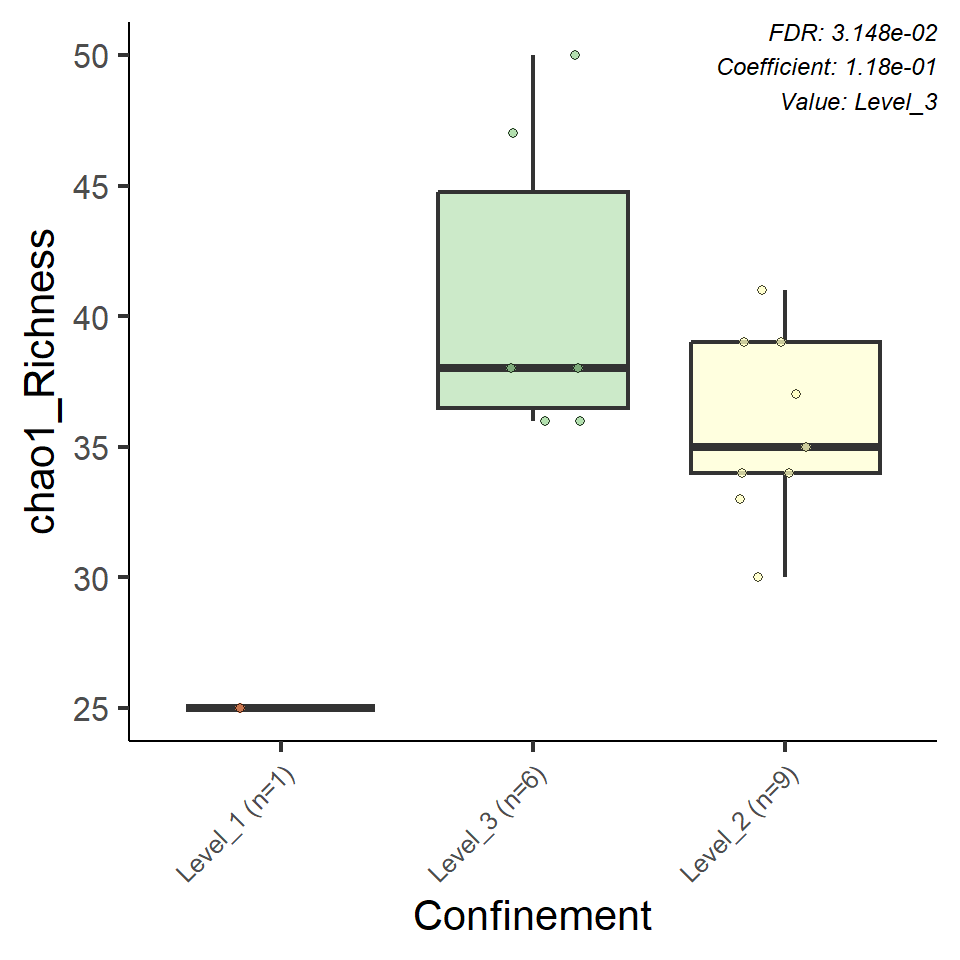 FDR: 3.148e-02
Coefficient: 1.18e-01
Value: Level_3
chao1_Richness
50
45
40
35
30
25
Level_1 (n=1)
Level_3 (n=6)
Level_2 (n=9)
Confinement